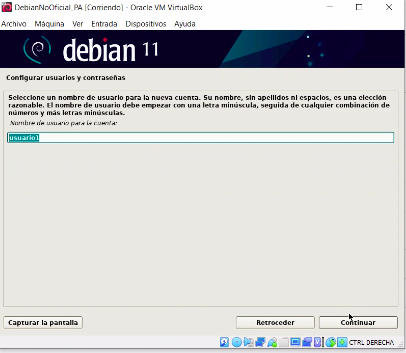 DebianNoOficial_PA [Corriendo] - Oracle VM VirtualBox
Archivo Máquina Ver Entrada Dispositivos Ayuda
debian 11
Configurar usuarios y contraseñas
Seleccione un nombre de usuario para la nueva cuenta. Su nombre, sin apellidos ni espacios, es una elección
razonable. El nombre de usuario debe empezar con una letra minúscula, seguida de cualquier combinación de
números y más letras minúsculas.
Nombre de usuario para la cuenta:
usuario1
Capturar la pantalla Retroceder Continuar
CTRL DERECHA